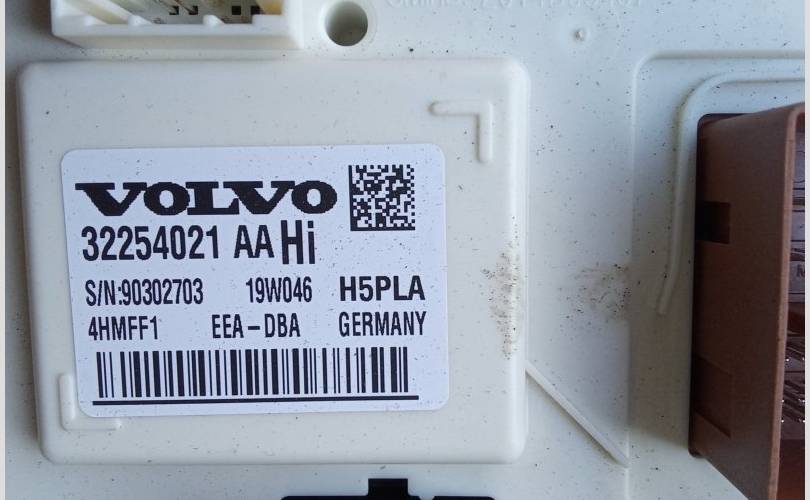 VOLVO
32254021 AA Hi
S/N:90302703 19W046 H5PLA
4HMFF1 EEA-DBA GERMANY